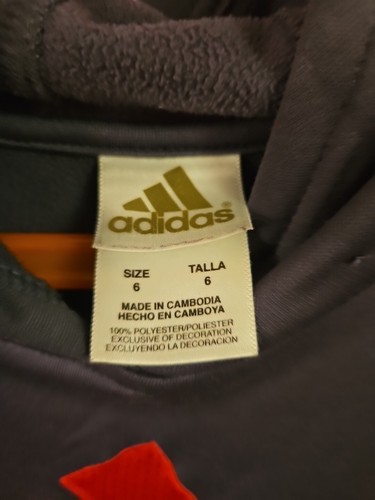 adidas®
SIZE TALLA
6 6
MADE IN CAMBODIA
HECHO EN CAMBOYA
100% POLYESTER/POLIESTER
EXCLUSIVE OF DECORATION
EXCLUYENDO LA DECORACION